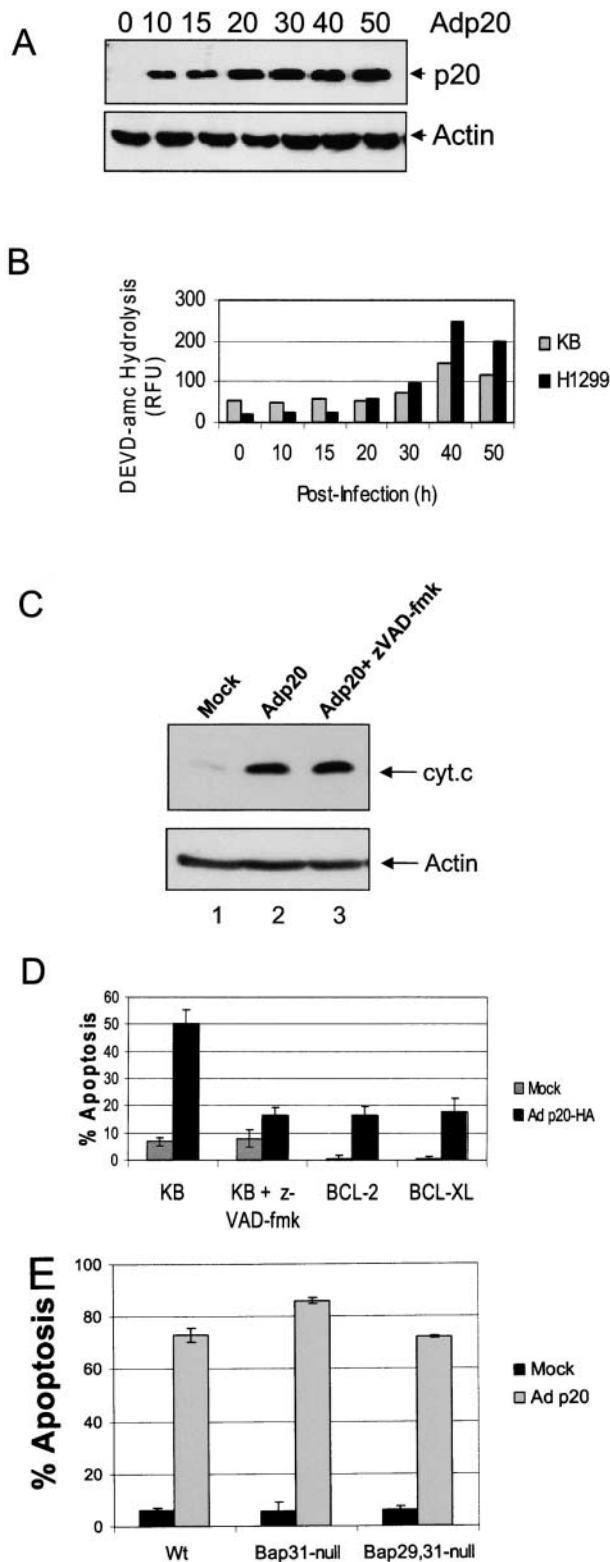 A
0 10 15 20 30 40 50 Adp20
p20
Actin
B
DEVD-amc Hydrolysis
(RFU)
300
200
100
0
KB
H1299
0 10 15 20 30 40 50
Post-Infection (h)
C
Mock
Adp20
Adp20+ zVAD-fmk
cyt.c
Actin
1 2 3
D
% Apoptosis
60
50
40
30
20
10
0
Mock
Ad p20-HA
KB
KB + z-
VAD-fmk
BCL-2
BCL-XL
E
% Apoptosis
100
80
60
40
20
0
Mock
Ad p20
Wt
Bap31-null
Bap29,31-null